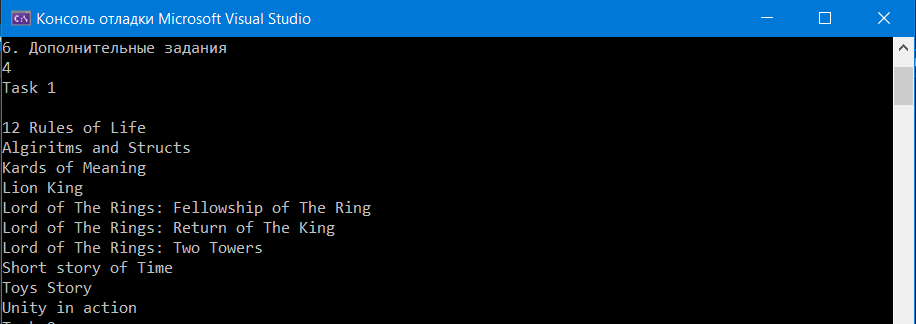 Консоль отладки Microsoft Visual Studio
6. Дополнительные задания
4
Task 1
12 Rules of Life
Algiritms and Structs
Kards of Meaning
Lion King
Lord of The Rings: Fellowship of The Ring
Lord of The Rings: Return of The King
Lord of The Rings: Two Towers
Short story of Time
Toys Story
Unity in action